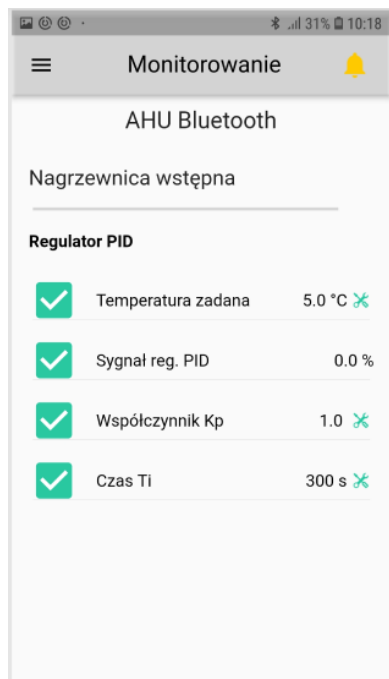 31% 10:18
Monitorowanie
AHU Bluetooth
Nagrzewnica wstępna
Regulator PID
Temperatura zadana 5.0 °C
Sygnał reg. PID 0.0 %
Współczynnik Kp 1.0
Czas Ti 300 s